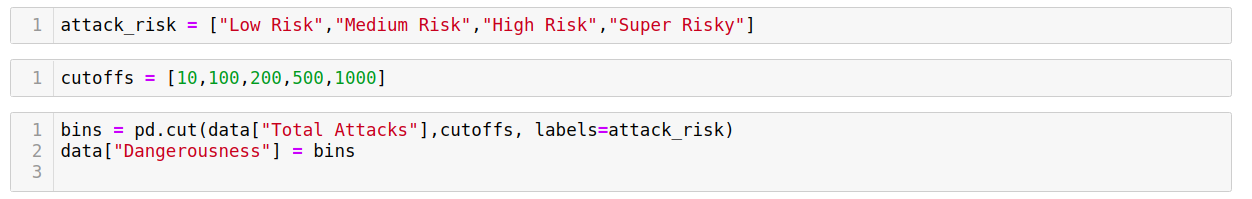 1 attack_risk = ["Low Risk","Medium Risk","High Risk","Super Risky"]
1 cutoffs = [10,100,200,500,1000]
1 bins = pd.cut(data["Total Attacks"],cutoffs, labels=attack_risk)
2 data["Dangerousness"] = bins
3